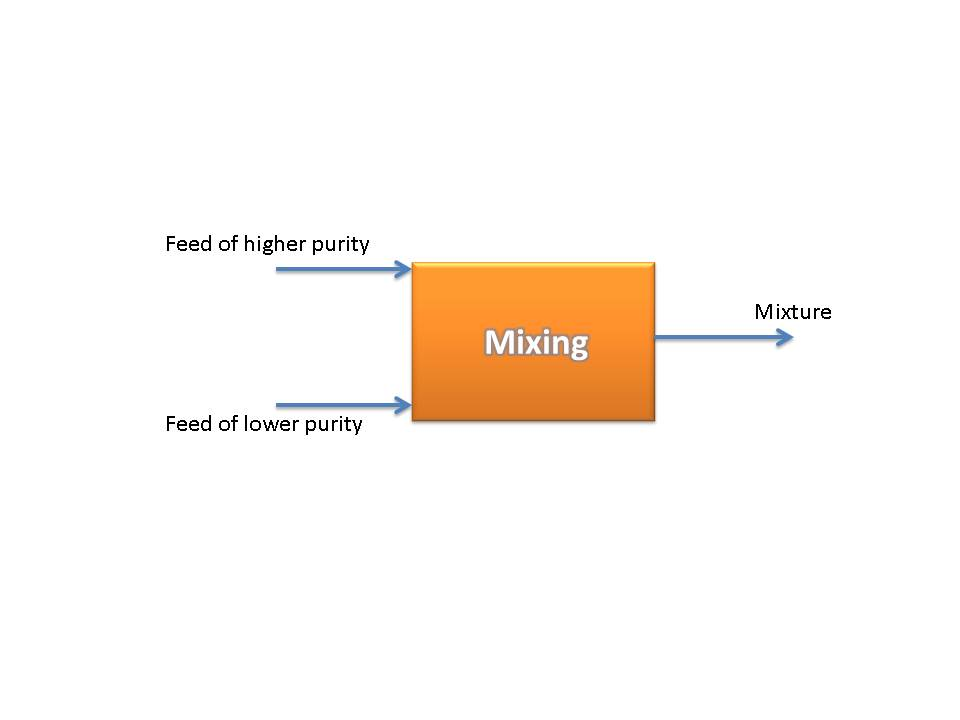 Feed of higher purity
Mixture
Mixing
Feed of lower purity